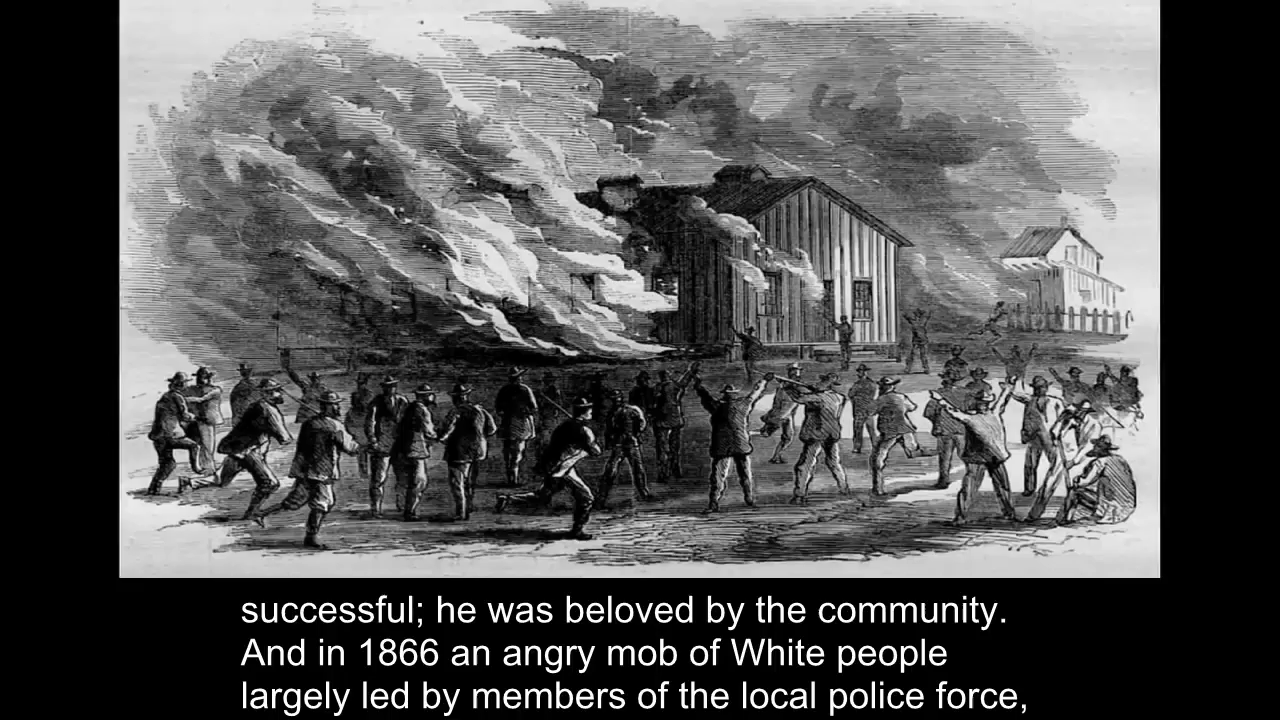 successful; he was beloved by the community.
And in 1866 an angry mob of White people
largely led by members of the local police force,